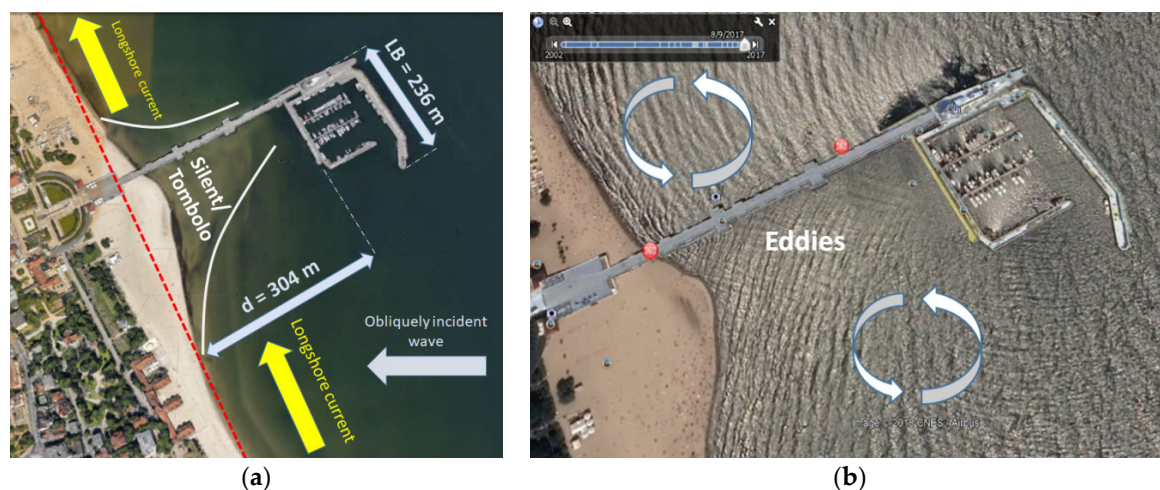 Longshore current
LB = 236 m
Silent/
Tombolo
d = 304 m
Obliquely incident
wave
Longshore current
(a)
8/9/2017
2002
2017
Eddies
Image © 2018 CNES / Airbus
(b)